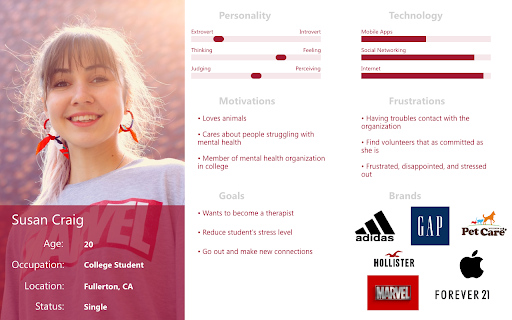 Personality
Extrovert Introvert
Thinking Feeling
Judging Perceiving
Technology
Mobile Apps
Social Networking
Internet
Motivations
• Loves animals
• Cares about people struggling with
mental health
• Member of mental health organization
in college
Frustrations
• Having troubles contact with the
organization
• Find volunteers that as committed as
she is
• Frustrated, disappointed, and stressed
out
Goals
• Wants to become a therapist
• Reduce student's stress level
• Go out and make new connections
Brands
adidas
GAP
Pet Care
HOLLISTER
MARVEL
FOREVER 21
MARVEL
Susan Craig
Age: 20
Occupation: College Student
Location: Fullerton, CA
Status: Single